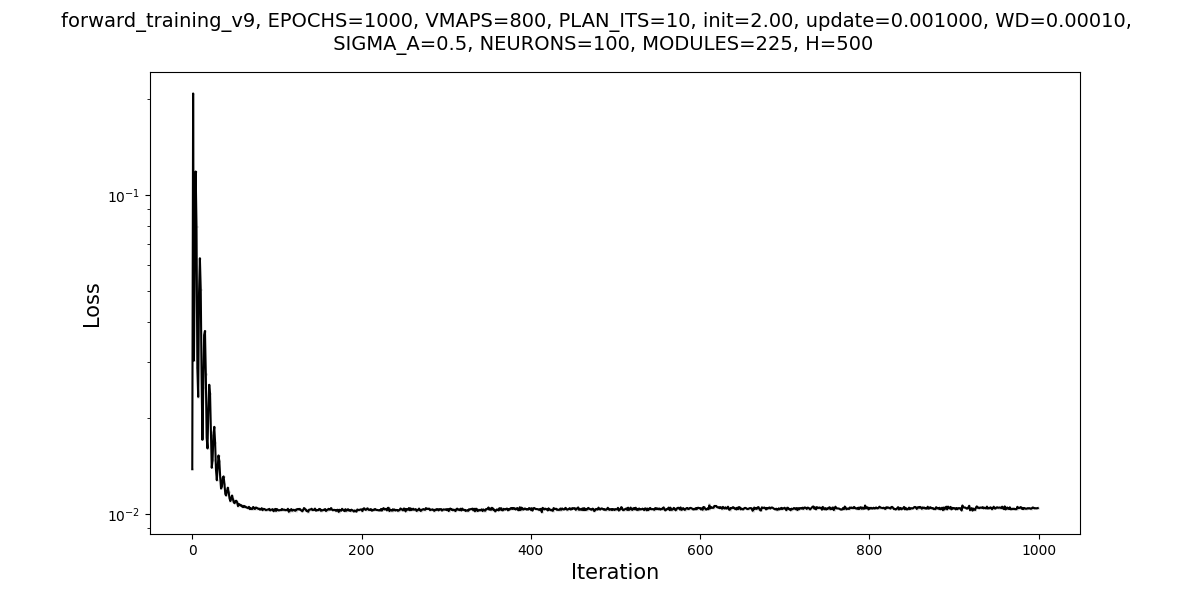 forward_training_v9, EPOCHS=1000, VMAPS=800, PLAN_ITS=10, init=2.00, update=0.001000, WD=0.00010,
SIGMA_A=0.5, NEURONS=100, MODULES=225, H=500
10⁻¹
10⁻²
Loss
0 200 400 600 800 1000
Iteration